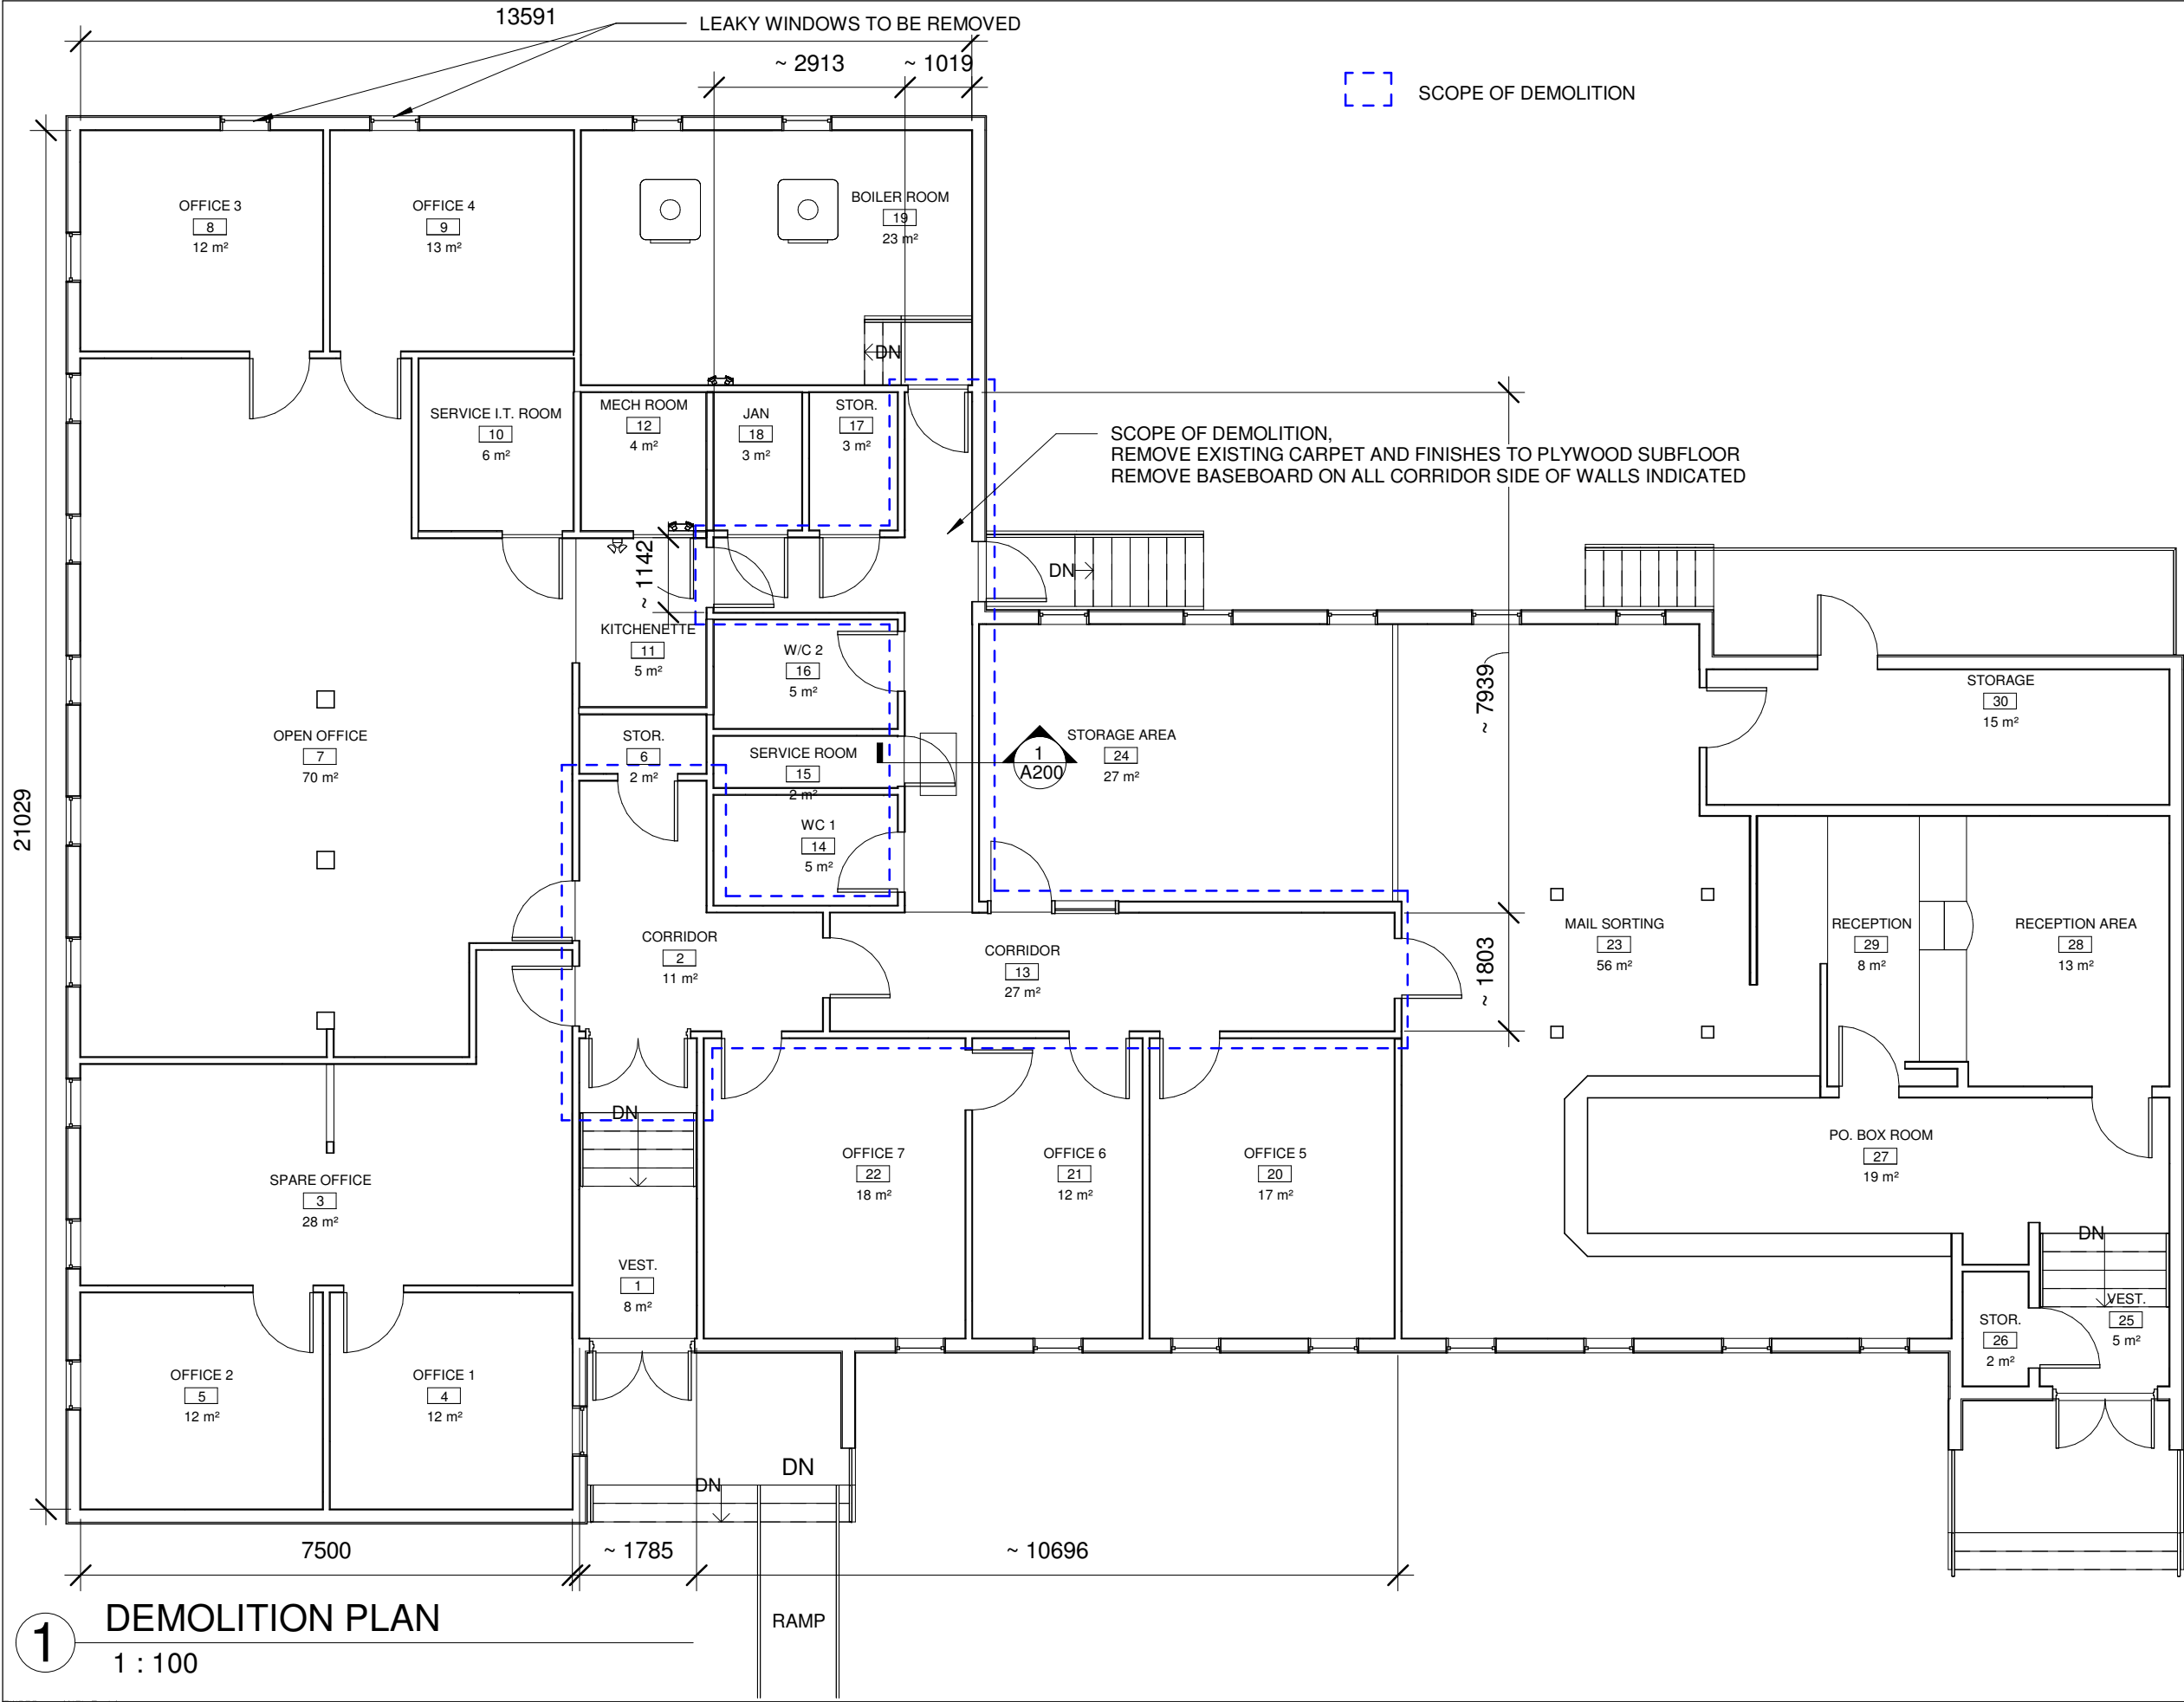 13591
LEAKY WINDOWS TO BE REMOVED
~ 2913
~ 1019
SCOPE OF DEMOLITION
OFFICE 3
8
12 m²
OFFICE 4
9
13 m²
BOILER ROOM
19
23 m²
DN
SERVICE I.T. ROOM
10
6 m²
MECH ROOM
12
4 m²
JAN
18
3 m²
STOR.
17
3 m²
SCOPE OF DEMOLITION,
REMOVE EXISTING CARPET AND FINISHES TO PLYWOOD SUBFLOOR
REMOVE BASEBOARD ON ALL CORRIDOR SIDE OF WALLS INDICATED
~ 1142
DN
KITCHENETTE
11
5 m²
W/C 2
16
5 m²
~ 7939
STORAGE
30
15 m²
OPEN OFFICE
7
70 m²
STOR.
6
2 m²
SERVICE ROOM
15
2 m²
1
A200
STORAGE AREA
24
27 m²
21029
WC 1
14
5 m²
CORRIDOR
2
11 m²
CORRIDOR
13
27 m²
~ 1803
MAIL SORTING
23
56 m²
RECEPTION
29
8 m²
RECEPTION AREA
28
13 m²
DN
SPARE OFFICE
3
28 m²
OFFICE 7
22
18 m²
OFFICE 6
21
12 m²
OFFICE 5
20
17 m²
PO. BOX ROOM
27
19 m²
DN
VEST.
1
8 m²
VEST.
25
5 m²
STOR.
26
2 m²
OFFICE 2
5
12 m²
OFFICE 1
4
12 m²
DN
DN
7500
~ 1785
~ 10696
RAMP
1
DEMOLITION PLAN
1 : 100